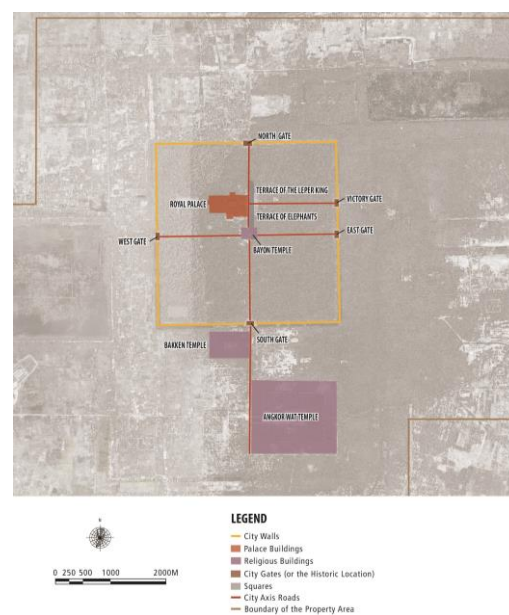 NORTH GATE
TERRACE OF THE LEPER KING
ROYAL PALACE
VICTORY GATE
TERRACE OF ELEPHANTS
WEST GATE
EAST GATE
BAYON TEMPLE
SOUTH GATE
BAKKEN TEMPLE
ANGKOR WAT TEMPLE
0 250 500 1000 2000M
LEGEND
City Walls
Palace Buildings
Religious Buildings
City Gates (or the Historic Location)
Squares
City Axis Roads
Boundary of the Property Area